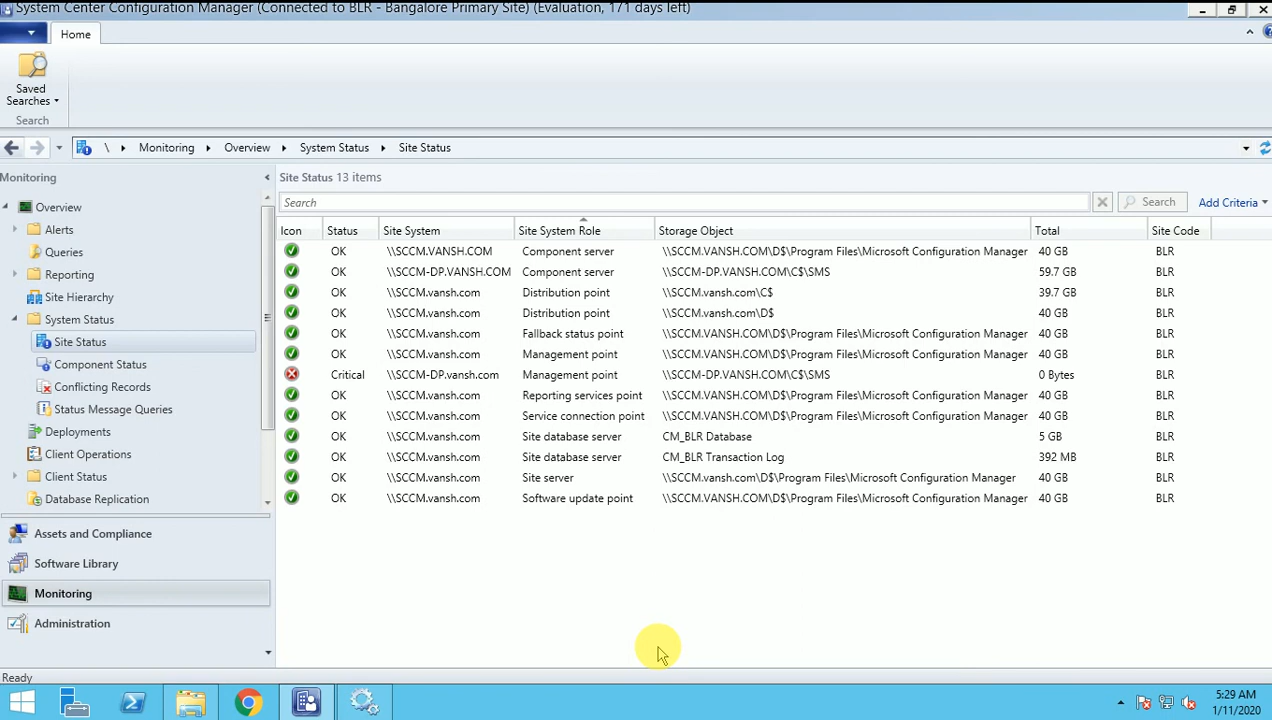 System Center Configuration Manager (Connected to BLR - Bangalore Primary Site) (Evaluation, 171 days left)
Home
Saved
Searches
Search
\ Monitoring Overview System Status Site Status
Monitoring
Overview
Alerts
Queries
Reporting
Site Hierarchy
System Status
Site Status
Component Status
Conflicting Records
Status Message Queries
Deployments
Client Operations
Client Status
Database Replication
Assets and Compliance
Software Library
Monitoring
Administration
Site Status 13 items
Search Search Add Criteria
Icon Status Site System Site System Role Storage Object Total Site Code
OK \\SCCM.VANSH.COM Component server \\SCCM.VANSH.COM\D$\Program Files\Microsoft Configuration Manager 40 GB BLR
OK \\SCCM-DP.VANSH.COM Component server \\SCCM-DP.VANSH.COM\C$\SMS 59.7 GB BLR
OK \\SCCM.vansh.com Distribution point \\SCCM.vansh.com\C$ 39.7 GB BLR
OK \\SCCM.vansh.com Distribution point \\SCCM.vansh.com\D$ 40 GB BLR
OK \\SCCM.vansh.com Fallback status point \\SCCM.VANSH.COM\D$\Program Files\Microsoft Configuration Manager 40 GB BLR
OK \\SCCM.vansh.com Management point \\SCCM.VANSH.COM\D$\Program Files\Microsoft Configuration Manager 40 GB BLR
Critical \\SCCM-DP.vansh.com Management point \\SCCM-DP.VANSH.COM\C$\SMS 0 Bytes BLR
OK \\SCCM.vansh.com Reporting services point \\SCCM.VANSH.COM\D$\Program Files\Microsoft Configuration Manager 40 GB BLR
OK \\SCCM.vansh.com Service connection point \\SCCM.VANSH.COM\D$\Program Files\Microsoft Configuration Manager 40 GB BLR
OK \\SCCM.vansh.com Site database server CM_BLR Database 5 GB BLR
OK \\SCCM.vansh.com Site database server CM_BLR Transaction Log 392 MB BLR
OK \\SCCM.vansh.com Site server \\SCCM.vansh.com\D$\Program Files\Microsoft Configuration Manager 40 GB BLR
OK \\SCCM.vansh.com Software update point \\SCCM.VANSH.COM\D$\Program Files\Microsoft Configuration Manager 40 GB BLR
Ready
5:29 AM
1/11/2020